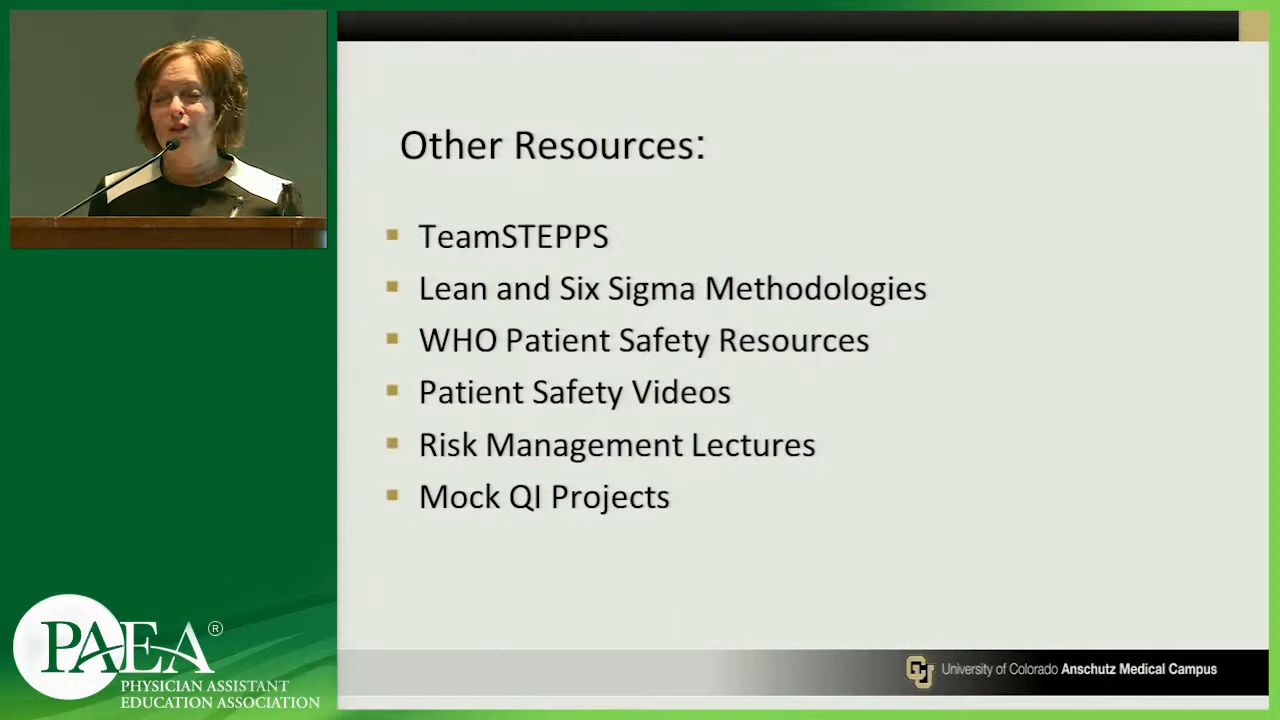 Other Resources:
TeamSTEPPS
Lean and Six Sigma Methodologies
WHO Patient Safety Resources
Patient Safety Videos
Risk Management Lectures
Mock QI Projects
CU University of Colorado Anschutz Medical Campus
PAEA®
PHYSICIAN ASSISTANT
EDUCATION ASSOCIATION